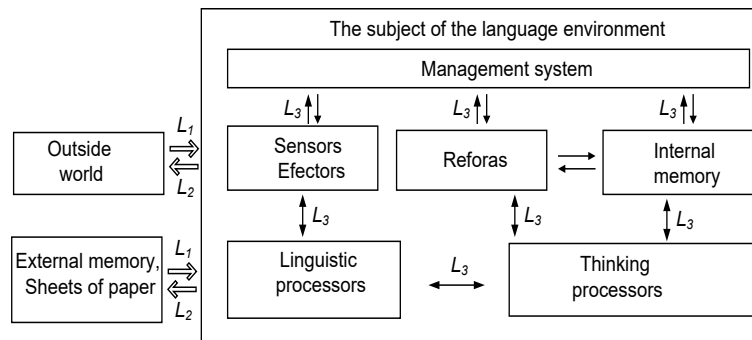 The subject of the language environment
Management system
L3 L3 L3
L1
Outside
world
L2
Sensors
Efectors
Reforas
Internal
memory
L3 L3 L3
L1
External memory,
Sheets of paper
L2
Linguistic
processors
L3
Thinking
processors